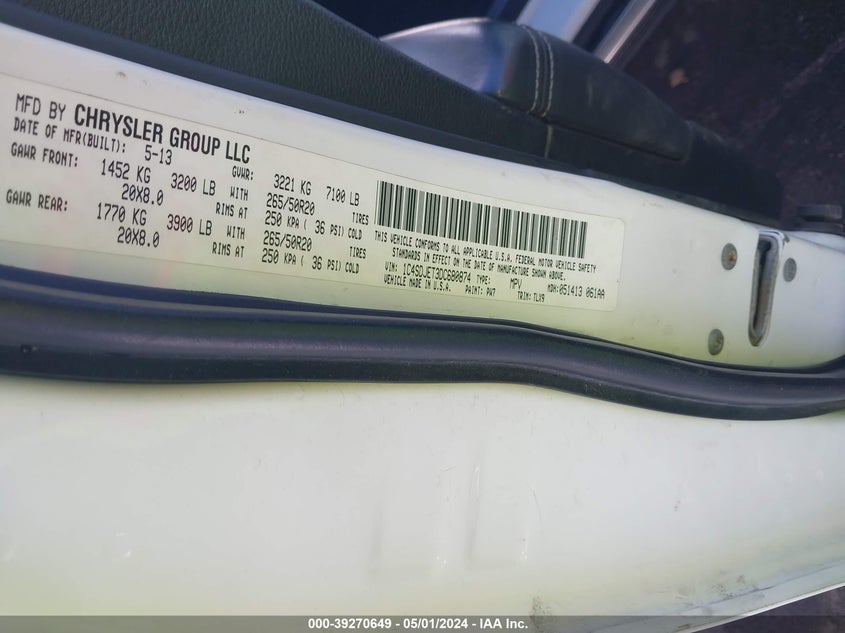 MFD BY CHRYSLER GROUP LLC
DATE OF MFR(BUILT): 5-13 GVWR: 3221 KG 7100 LB
GAWR FRONT: 1452 KG 3200 LB WITH 265/50R20 TIRES
20X8.0 RIMS AT 250 KPA ( 36 PSI) COLD
GAWR REAR: 1770 KG 3900 LB WITH 265/50R20 TIRES
20X8.0 RIMS AT 250 KPA ( 36 PSI) COLD
THIS VEHICLE CONFORMS TO ALL APPLICABLE U.S.A. FEDERAL MOTOR VEHICLE SAFETY
STANDARDS IN EFFECT ON THE DATE OF MANUFACTURE SHOWN ABOVE.
VIN: 1C4SDJET3DC680874 TYPE: MPV MDH: 051413 061AA
VEHICLE MADE IN U.S.A. PAINT: PW7 TRIM: TLX9
000-39270649 - 05/01/2024 - IAA Inc.